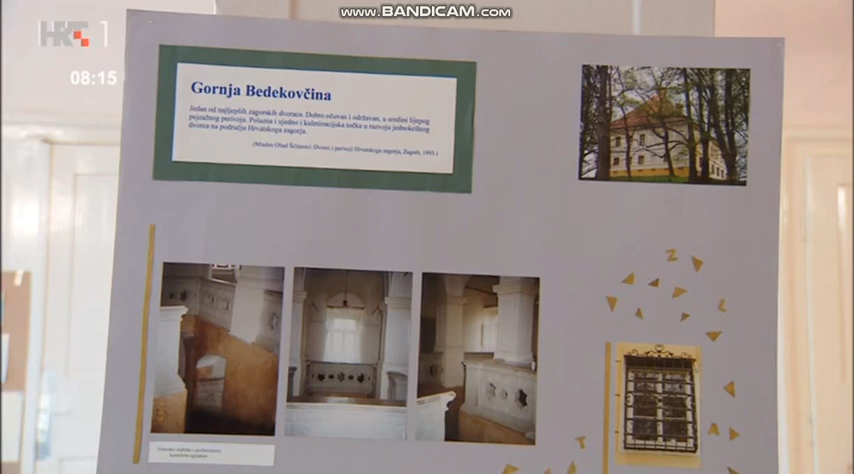 www.BANDICAM.com
HRT 1
08:15
Gornja Bedekovčina
Jedan od najljepših zagorskih dvoraca. Dobro očuvan i održavan, u sredini lijepog
pejzažnog perivoja. Polazna i ujedno i kulminacijska točka u razvoju jednokrilnog
dvorca na području Hrvatskoga zagorja.
(Mladen Obad Šćitaroci: Dvorci i perivoji Hrvatskoga zagorja, Zagreb, 1993.)
Z
L
A
T